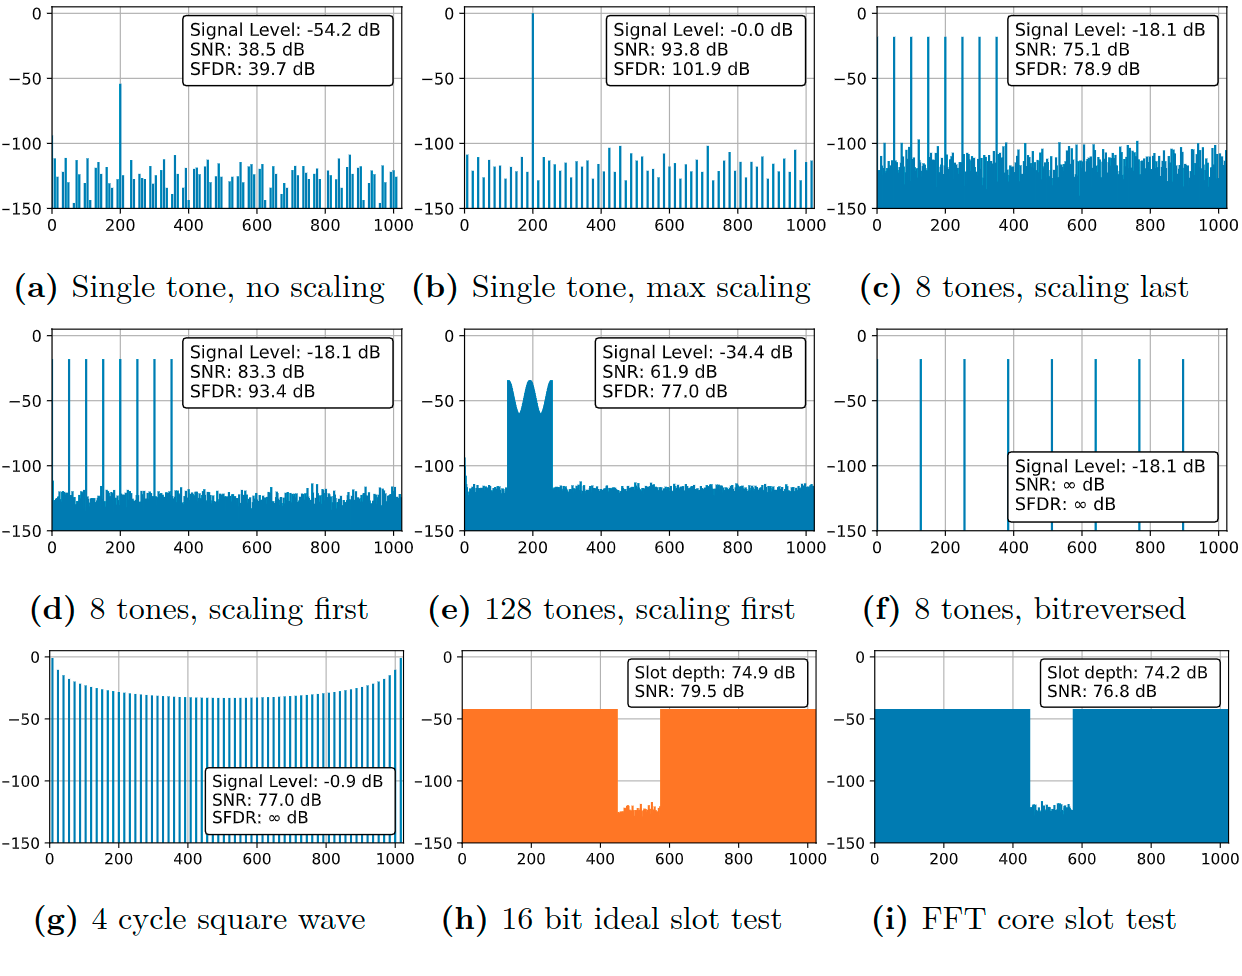 0
−50
−100
−150
0 200 400 600 800 1000
Signal Level: -54.2 dB
SNR: 38.5 dB
SFDR: 39.7 dB
(a) Single tone, no scaling
0
−50
−100
−150
0 200 400 600 800 1000
Signal Level: -0.0 dB
SNR: 93.8 dB
SFDR: 101.9 dB
(b) Single tone, max scaling
0
−50
−100
−150
0 200 400 600 800 1000
Signal Level: -18.1 dB
SNR: 75.1 dB
SFDR: 78.9 dB
(c) 8 tones, scaling last
0
−50
−100
−150
0 200 400 600 800 1000
Signal Level: -18.1 dB
SNR: 83.3 dB
SFDR: 93.4 dB
(d) 8 tones, scaling first
0
−50
−100
−150
0 200 400 600 800 1000
Signal Level: -34.4 dB
SNR: 61.9 dB
SFDR: 77.0 dB
(e) 128 tones, scaling first
0
−50
−100
−150
0 200 400 600 800 1000
Signal Level: -18.1 dB
SNR: ∞ dB
SFDR: ∞ dB
(f) 8 tones, bitreversed
0
−50
−100
−150
0 200 400 600 800 1000
Signal Level: -0.9 dB
SNR: 77.0 dB
SFDR: ∞ dB
(g) 4 cycle square wave
0
−50
−100
−150
0 200 400 600 800 1000
Slot depth: 74.9 dB
SNR: 79.5 dB
(h) 16 bit ideal slot test
0
−50
−100
−150
0 200 400 600 800 1000
Slot depth: 74.2 dB
SNR: 76.8 dB
(i) FFT core slot test